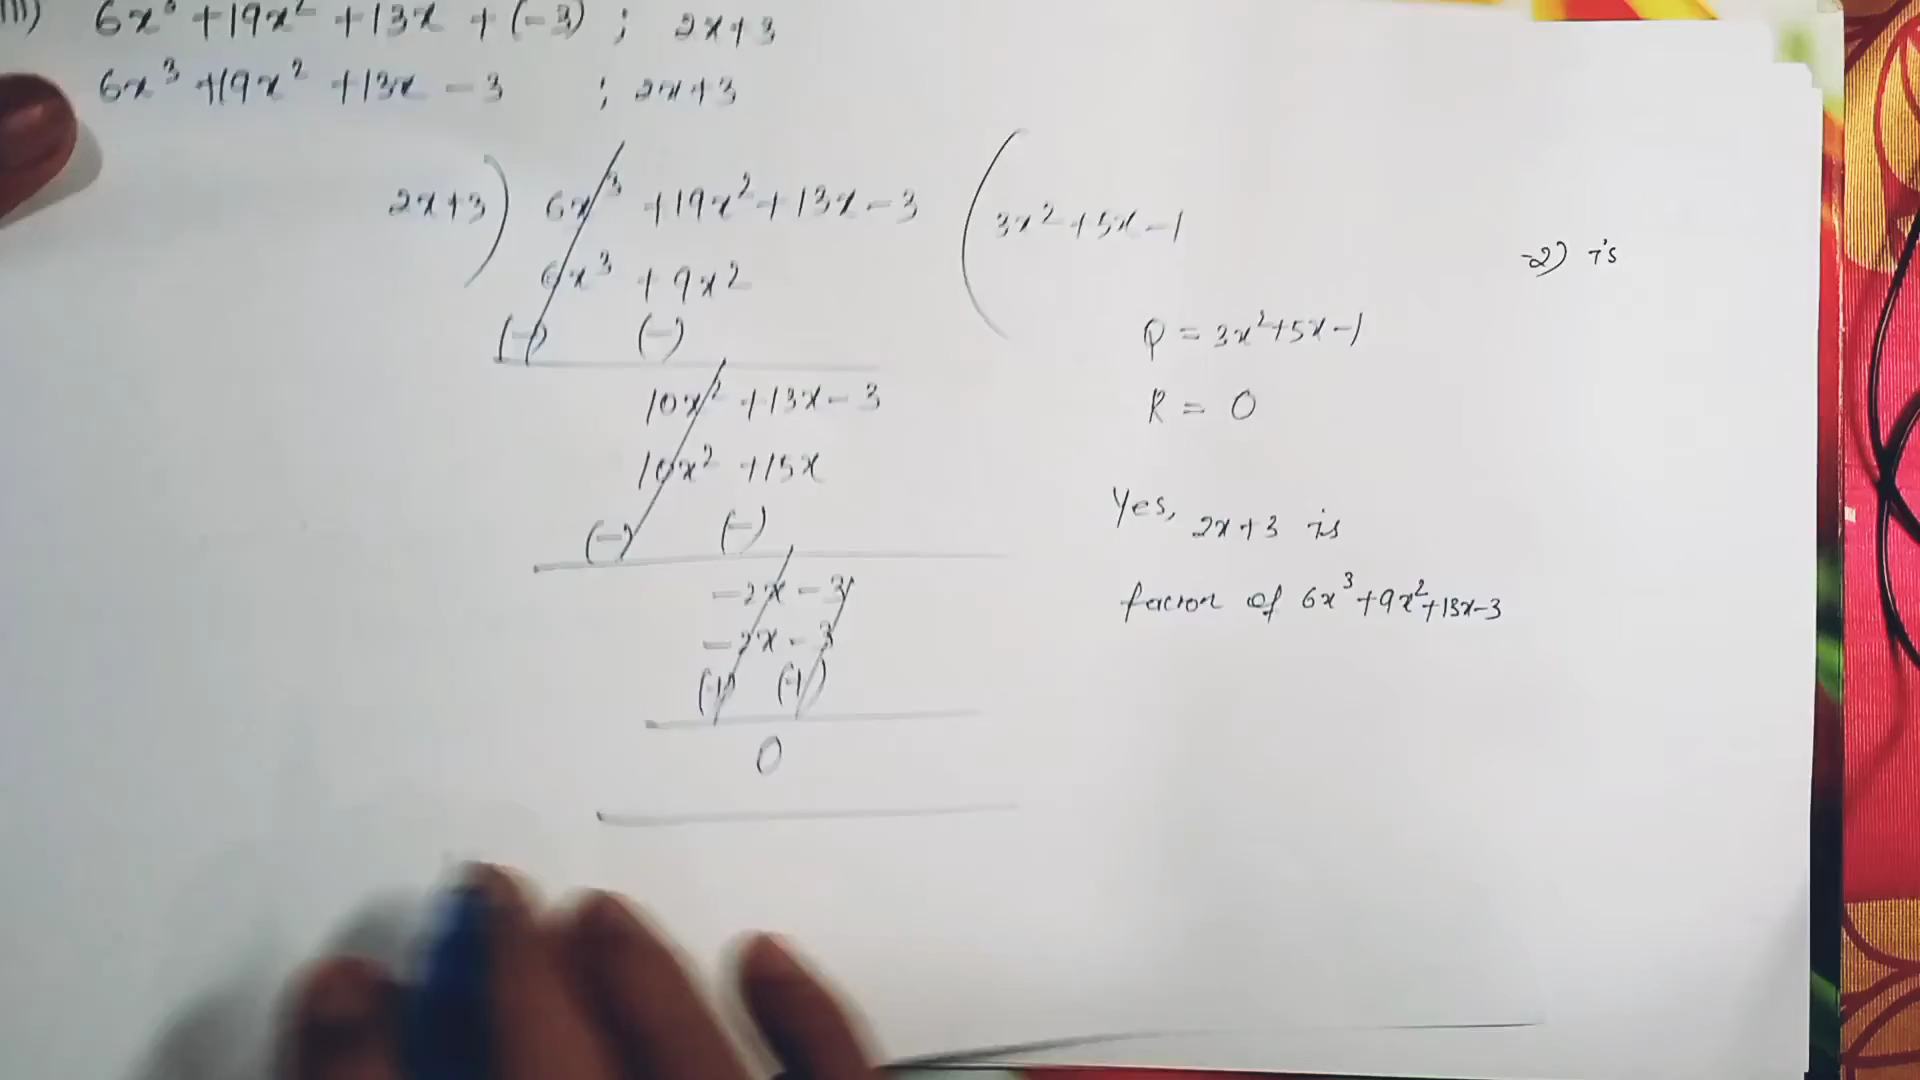 iii) 6x³ + 19x² + 13x + (-3) ; 2x+3
6x³ + 19x² + 13x - 3 ; 2x+3
2x+3) 6x³ + 19x² + 13x - 3 ( 3x² + 5x - 1
6x³ + 9x²
(-) (-)
10x² + 13x - 3
10x² + 15x
(-) (-)
-2x - 3
-2x - 3
(+) (+)
0
-2) is
Q = 3x² + 5x - 1
R = 0
Yes, 2x+3 is
factor of 6x³ + 9x² + 13x - 3